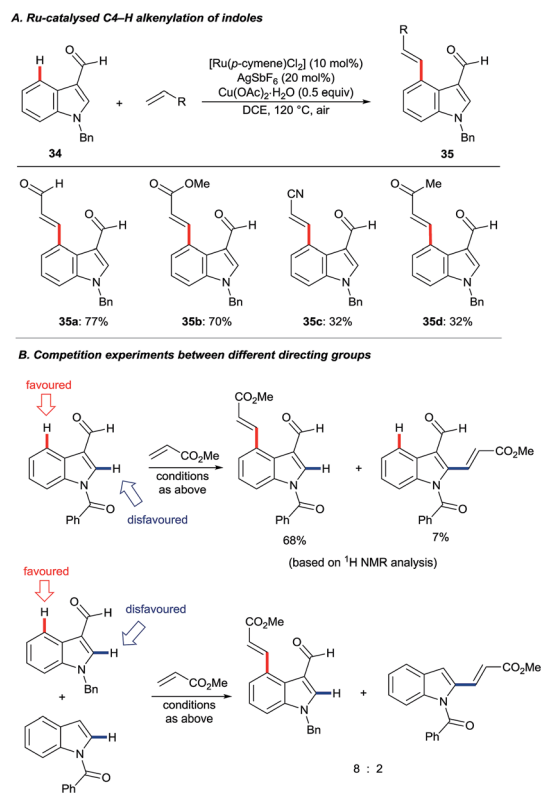 A. Ru-catalysed C4–H alkenylation of indoles
H
O
H
N
Bn
34
+
R
[Ru(p-cymene)Cl2] (10 mol%)
AgSbF6 (20 mol%)
Cu(OAc)2·H2O (0.5 equiv)
DCE, 120 °C, air
R
O
H
N
Bn
35
H
O
O
H
N
Bn
35a: 77%
O
OMe
O
H
N
Bn
35b: 70%
CN
O
H
N
Bn
35c: 32%
O
Me
O
H
N
Bn
35d: 32%
B. Competition experiments between different directing groups
favoured
H
O
H
H
N
O
Ph
disfavoured
CO2Me
conditions
as above
MeO2C
O
H
H
N
O
Ph
68%
+
H
O
H
CO2Me
N
O
Ph
7%
(based on 1H NMR analysis)
favoured
H
O
H
disfavoured
H
N
Bn
+
H
N
O
Ph
CO2Me
conditions
as above
MeO2C
O
H
H
N
Bn
+
CO2Me
N
O
Ph
8 : 2